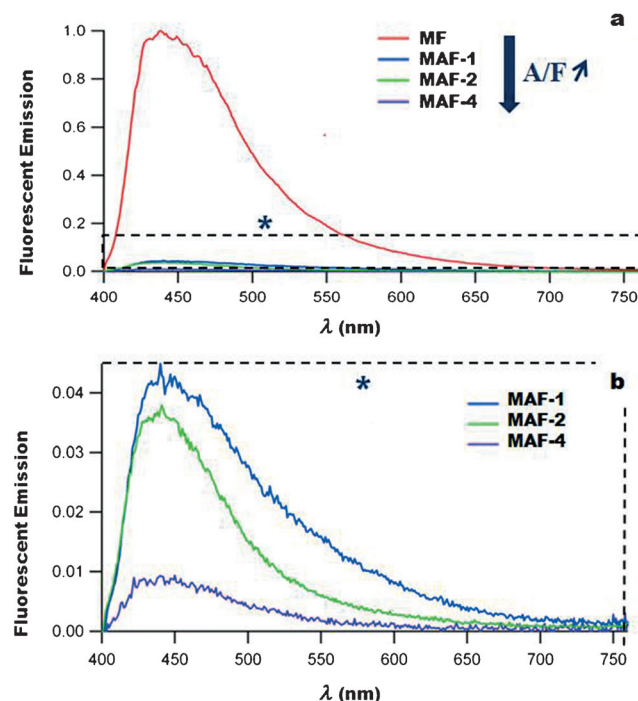 a
MF
MAF-1
MAF-2
MAF-4
A/F ↗
Fluorescent Emission
1.0
0.8
0.6
0.4
0.2
0.0
*
400 450 500 550 600 650 700 750
λ (nm)
b
*
MAF-1
MAF-2
MAF-4
Fluorescent Emission
0.04
0.03
0.02
0.01
0.00
400 450 500 550 600 650 700 750
λ (nm)